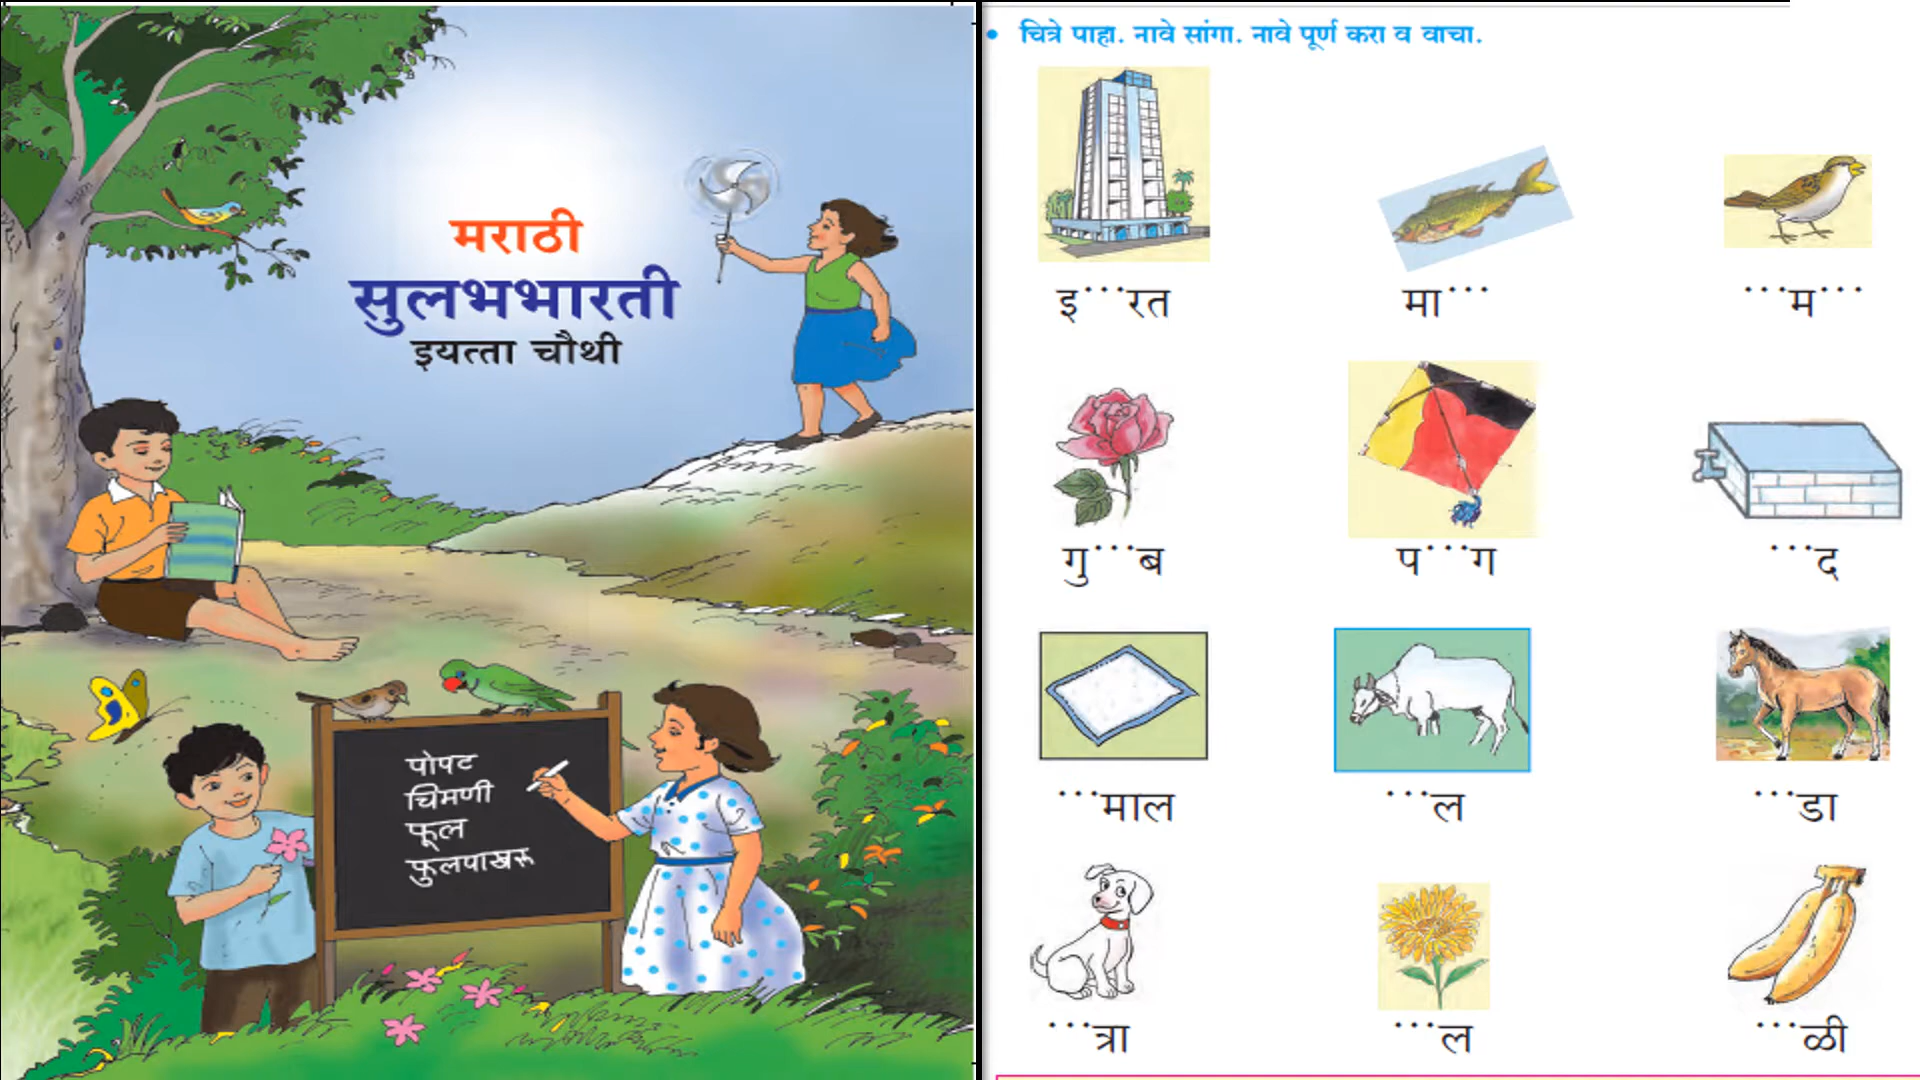 मराठी
सुलभभारती
इयत्ता चौथी
पोपट
चिमणी
फूल
फुलपाखरू
• चित्रे पाहा. नावे सांगा. नावे पूर्ण करा व वाचा.
इ...रत मा... ...म...
गु...ब प...ग ...द
...माल ...ल ...डा
...त्रा ...ल ...ळी